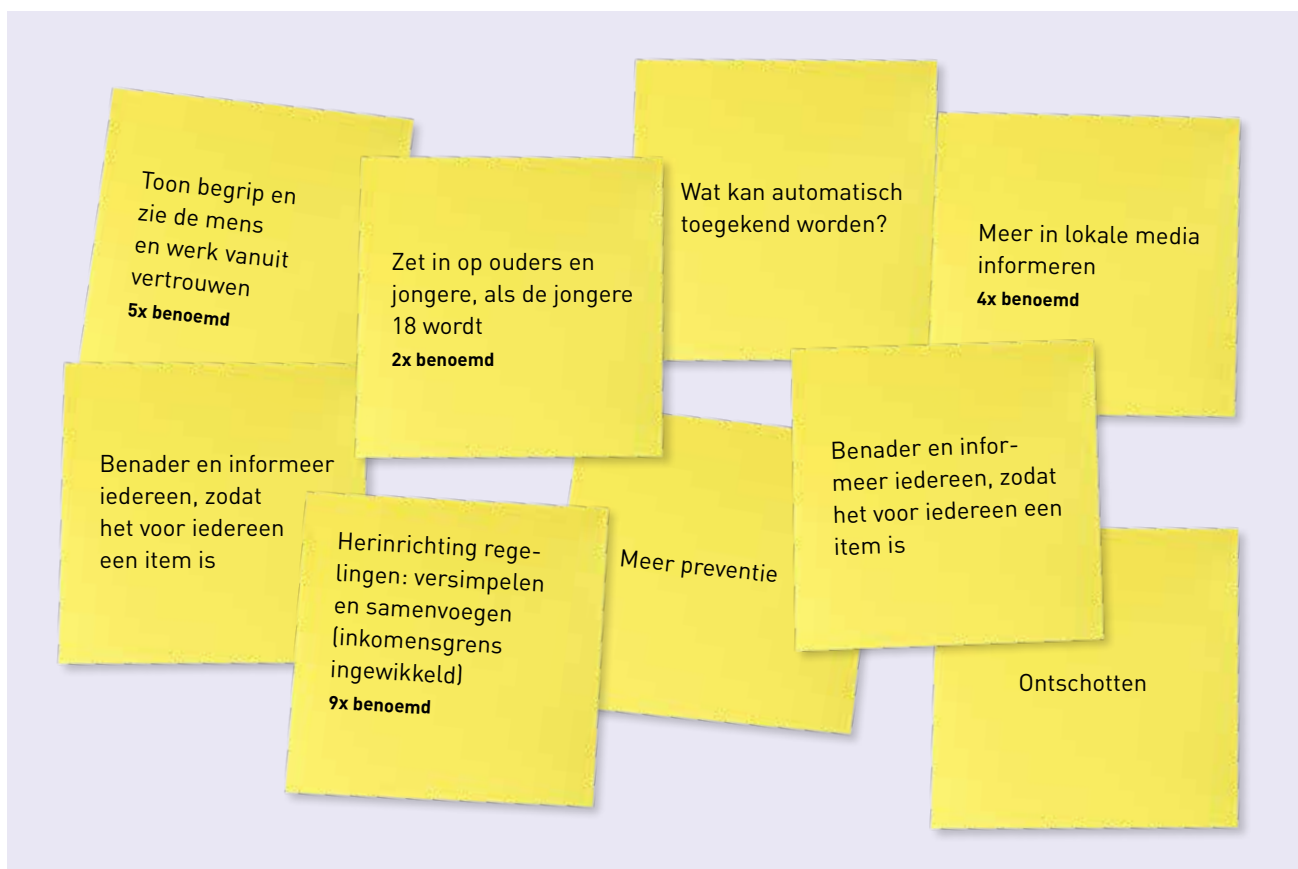 Toon begrip en
zie de mens
en werk vanuit
vertrouwen
5x benoemd
Zet in op ouders en
jongere, als de jongere
18 wordt
2x benoemd
Wat kan automatisch
toegekend worden?
Meer in lokale media
informeren
4x benoemd
Benader en informeer
iedereen, zodat
het voor iedereen
een item is
Herinrichting rege-
lingen: versimpelen
en samenvoegen
(inkomensgrens
ingewikkeld)
9x benoemd
Meer preventie
Benader en infor-
meer iedereen, zodat
het voor iedereen een
item is
Ontschotten